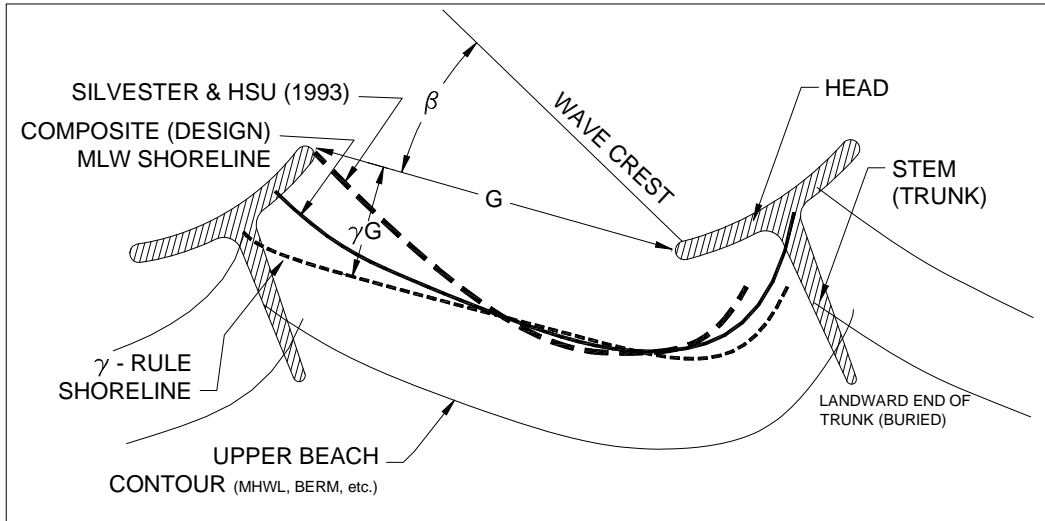 SILVESTER & HSU (1993)
COMPOSITE (DESIGN)
MLW SHORELINE
β
WAVE CREST
HEAD
STEM
(TRUNK)
G
γG
γ - RULE
SHORELINE
LANDWARD END OF
TRUNK (BURIED)
UPPER BEACH
CONTOUR (MHWL, BERM, etc.)